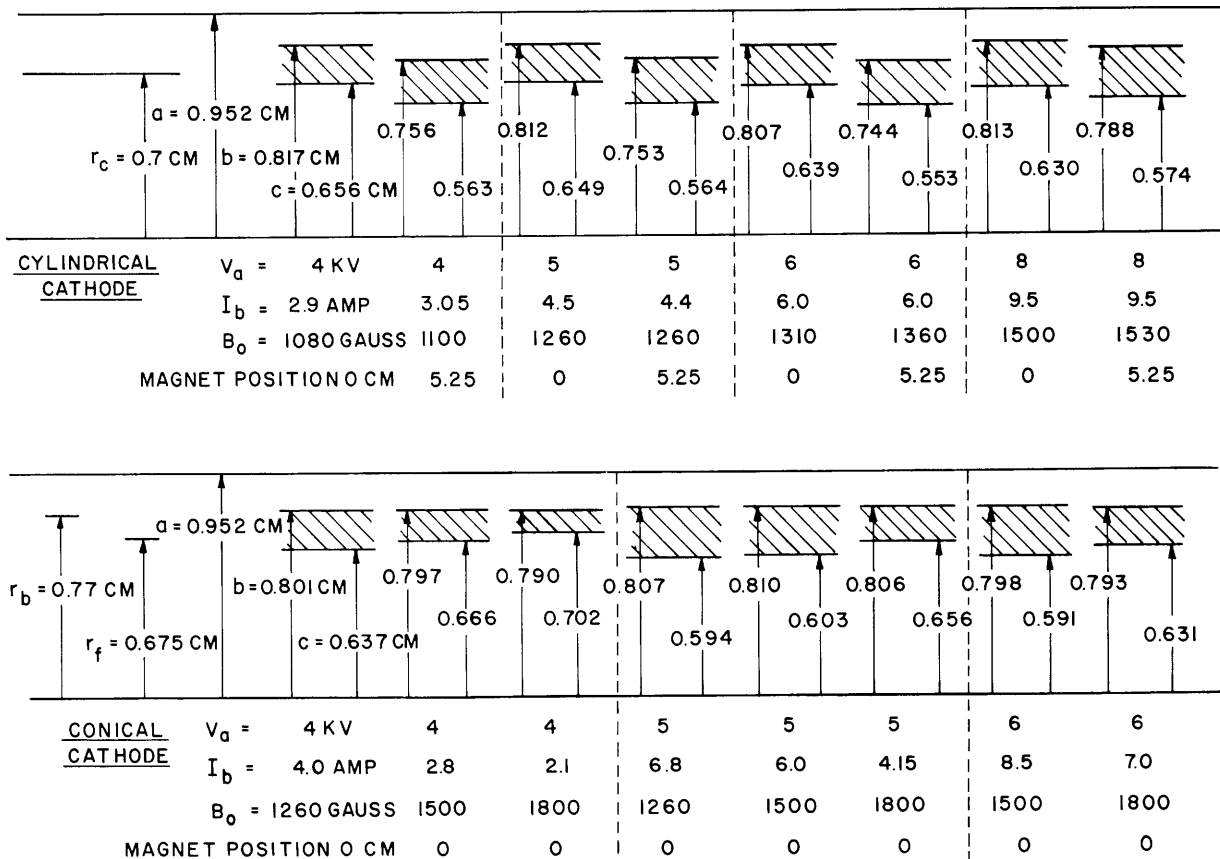 a = 0.952 CM
r_c = 0.7 CM
b = 0.817 CM
c = 0.656 CM
0.756
0.563
0.812
0.649
0.753
0.564
0.807
0.639
0.744
0.553
0.813
0.630
0.788
0.574
CYLINDRICAL CATHODE
V_a = 4 KV 4 5 5 6 6 8 8
I_b = 2.9 AMP 3.05 4.5 4.4 6.0 6.0 9.5 9.5
B_o = 1080 GAUSS 1100 1260 1260 1310 1360 1500 1530
MAGNET POSITION 0 CM 5.25 0 5.25 0 5.25 0 5.25
r_b = 0.77 CM
r_f = 0.675 CM
a = 0.952 CM
b = 0.801 CM
c = 0.637 CM
0.797
0.666
0.790
0.702
0.807
0.594
0.810
0.603
0.806
0.656
0.798
0.591
0.793
0.631
CONICAL CATHODE
V_a = 4 KV 4 4 5 5 5 6 6
I_b = 4.0 AMP 2.8 2.1 6.8 6.0 4.15 8.5 7.0
B_o = 1260 GAUSS 1500 1800 1260 1500 1800 1500 1800
MAGNET POSITION 0 CM 0 0 0 0 0 0 0